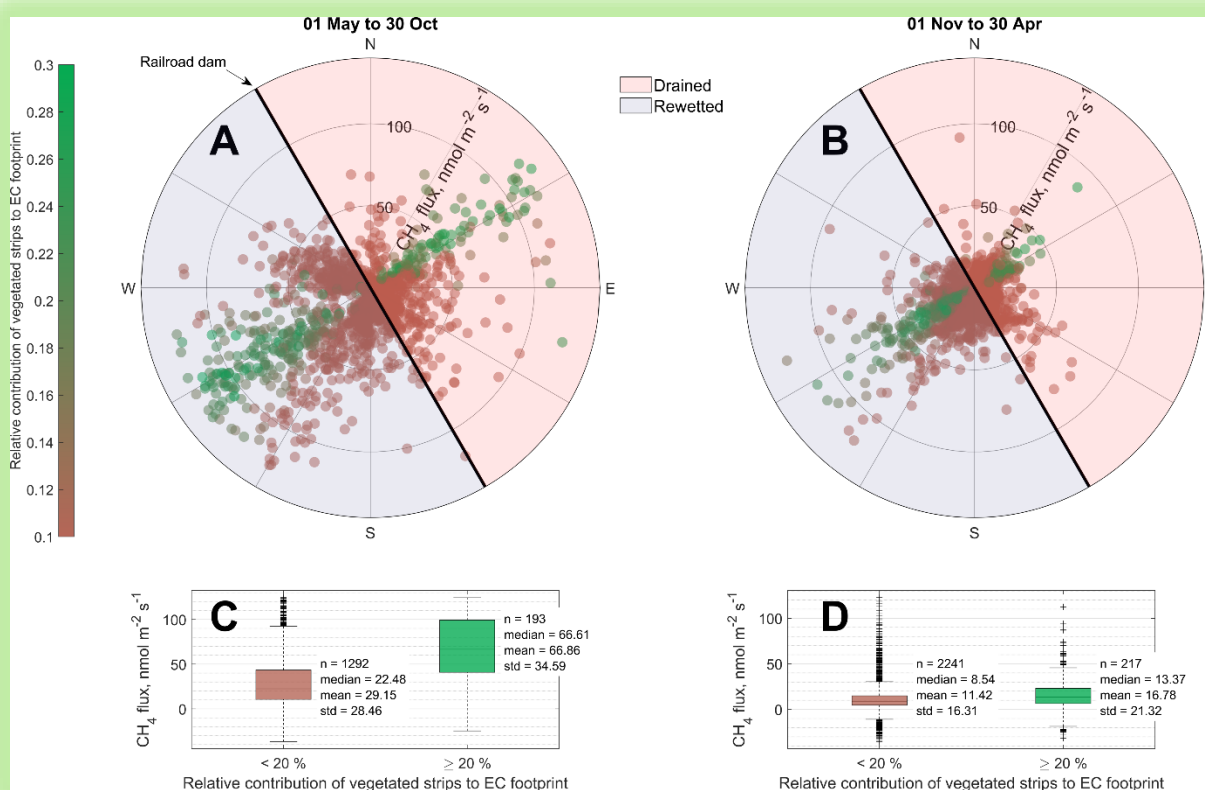 01 May to 30 Oct
N
Railroad dam
A
100
50
CH4 flux, nmol m-2 s-1
W
E
S
0.3
0.28
0.26
0.24
0.22
0.2
0.18
0.16
0.14
0.12
0.1
Relative contribution of vegetated strips to EC footprint
Drained
Rewetted
01 Nov to 30 Apr
N
B
100
50
CH4 flux, nmol m-2 s-1
W
S
C
CH4 flux, nmol m-2 s-1
100
50
0
n = 1292
median = 22.48
mean = 29.15
std = 28.46
n = 193
median = 66.61
mean = 66.86
std = 34.59
< 20 %
≥ 20 %
Relative contribution of vegetated strips to EC footprint
D
CH4 flux, nmol m-2 s-1
100
50
0
n = 2241
median = 8.54
mean = 11.42
std = 16.31
n = 217
median = 13.37
mean = 16.78
std = 21.32
< 20 %
≥ 20 %
Relative contribution of vegetated strips to EC footprint